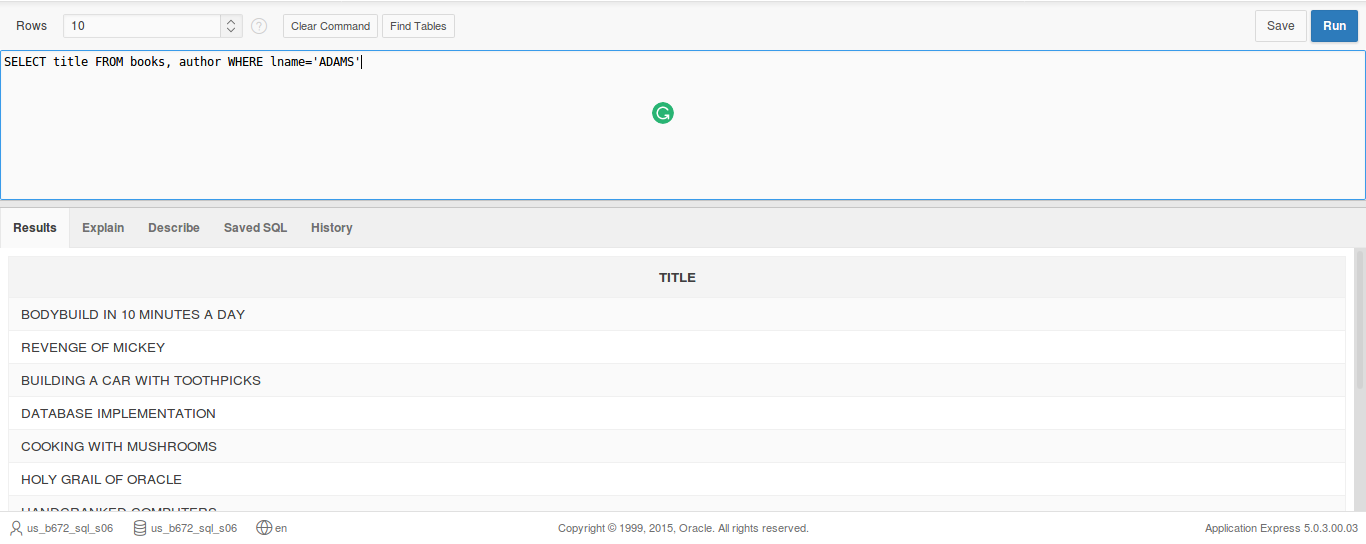 Rows 10 ? Clear Command Find Tables Save Run
SELECT title FROM books, author WHERE lname='ADAMS'
Results Explain Describe Saved SQL History
TITLE
BODYBUILD IN 10 MINUTES A DAY
REVENGE OF MICKEY
BUILDING A CAR WITH TOOTHPICKS
DATABASE IMPLEMENTATION
COOKING WITH MUSHROOMS
HOLY GRAIL OF ORACLE
HANDCRANKED COMPUTERS
us_b672_sql_s06 us_b672_sql_s06 en Copyright © 1999, 2015, Oracle. All rights reserved. Application Express 5.0.3.00.03